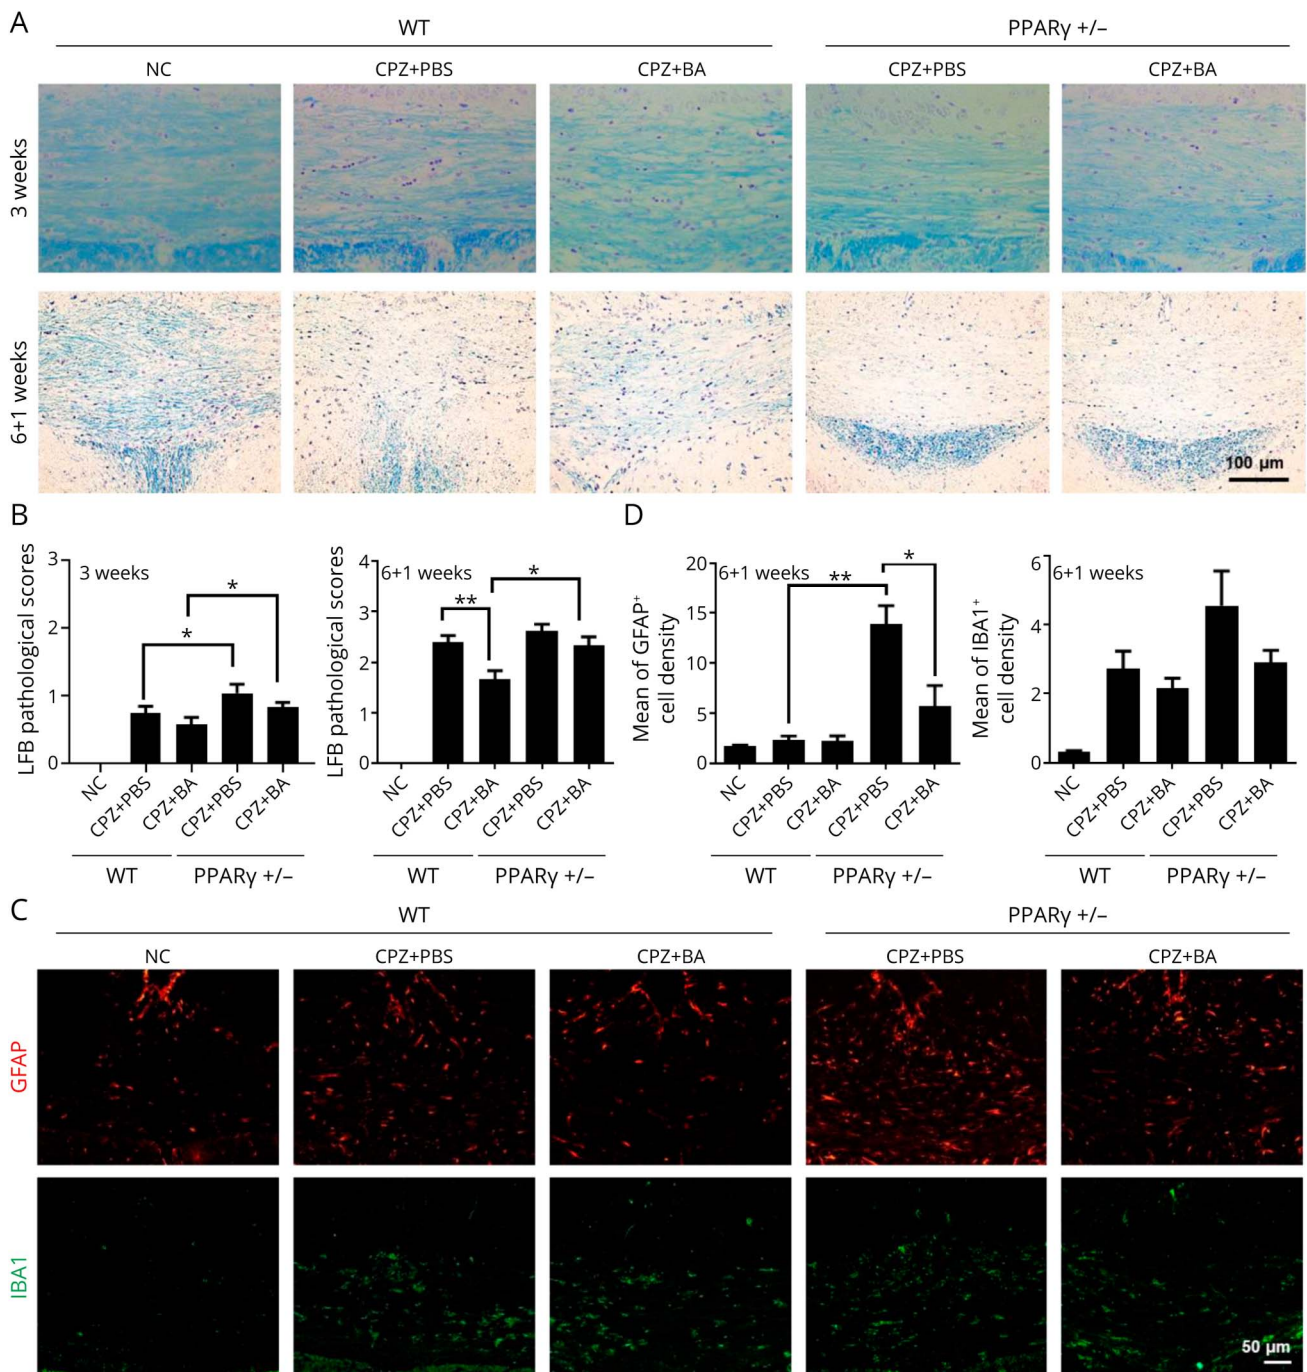 A
WT
PPARγ +/−
NC
CPZ+PBS
CPZ+BA
CPZ+PBS
CPZ+BA
3 weeks
6+1 weeks
100 µm
B
LFB pathological scores
3 weeks
3
2
1
0
*
*
NC
CPZ+PBS
CPZ+BA
CPZ+PBS
CPZ+BA
WT
PPARγ +/−
LFB pathological scores
6+1 weeks
4
3
2
1
0
**
*
NC
CPZ+PBS
CPZ+BA
CPZ+PBS
CPZ+BA
WT
PPARγ +/−
D
Mean of GFAP⁺
cell density
6+1 weeks
20
15
10
5
0
**
*
NC
CPZ+PBS
CPZ+BA
CPZ+PBS
CPZ+BA
WT
PPARγ +/−
Mean of IBA1⁺
cell density
6+1 weeks
6
4
2
0
NC
CPZ+PBS
CPZ+BA
CPZ+PBS
CPZ+BA
WT
PPARγ +/−
C
WT
PPARγ +/−
NC
CPZ+PBS
CPZ+BA
CPZ+PBS
CPZ+BA
GFAP
IBA1
50 µm